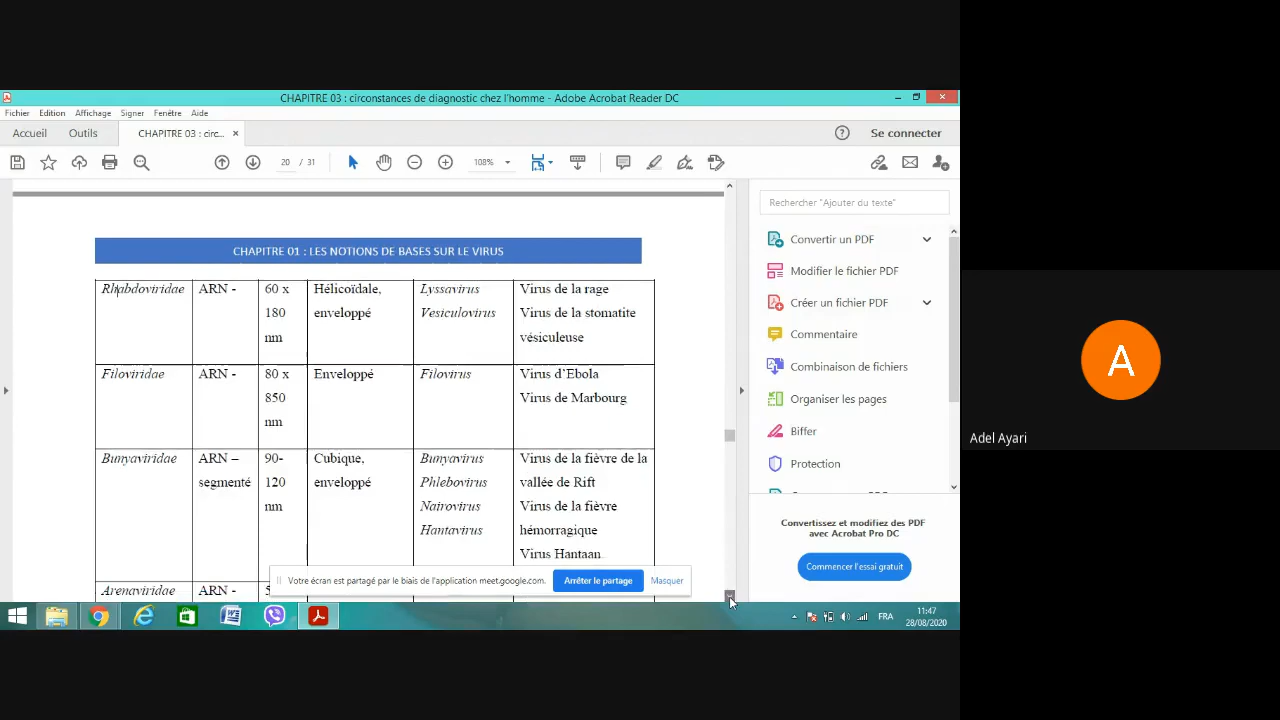 CHAPITRE 03 : circonstances de diagnostic chez l'homme - Adobe Acrobat Reader DC
Fichier Edition Affichage Signer Fenêtre Aide
Accueil Outils CHAPITRE 03 : circ... × Se connecter
20 / 31 108%
Rechercher "Ajouter du texte"
Convertir un PDF
Modifier le fichier PDF
Créer un fichier PDF
Commentaire
Combinaison de fichiers
Organiser les pages
Biffer
Protection
Convertissez et modifiez des PDF
avec Acrobat Pro DC
Commencer l'essai gratuit
CHAPITRE 01 : LES NOTIONS DE BASES SUR LE VIRUS
Rhabdoviridae ARN - 60 x Hélicoïdale, Lyssavirus Virus de la rage
180 enveloppé Vesiculovirus Virus de la stomatite
nm vésiculeuse
Filoviridae ARN - 80 x Enveloppé Filovirus Virus d'Ebola
850 Virus de Marbourg
nm
Bunyaviridae ARN – 90- Cubique, Bunyavirus Virus de la fièvre de la
segmenté 120 enveloppé Phlebovirus vallée de Rift
nm Nairovirus Virus de la fièvre
Hantavirus hémorragique
Virus Hantaan
Arenaviridae ARN - 5
Votre écran est partagé par le biais de l'application meet.google.com. Arrêter le partage Masquer
FRA 11:47
28/08/2020
A
Adel Ayari